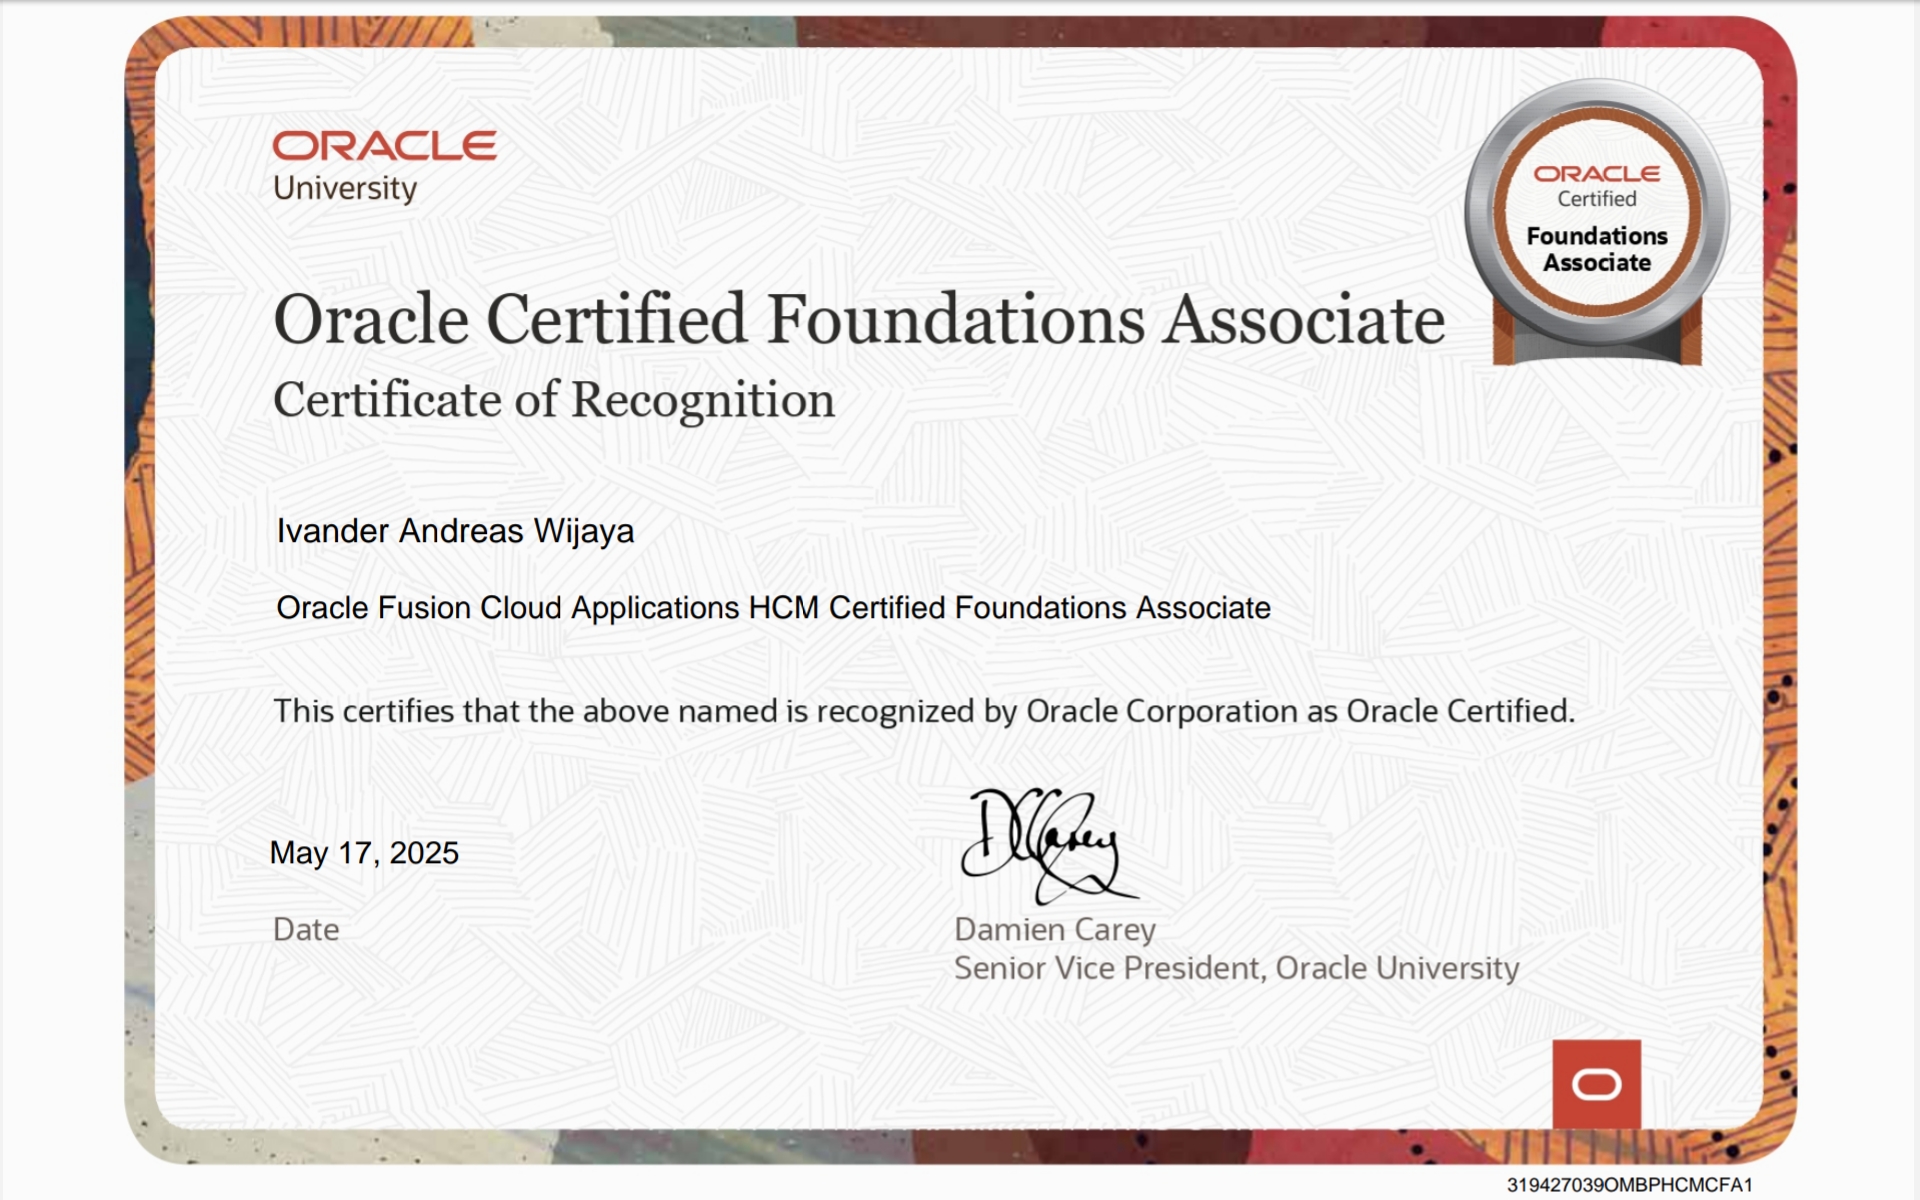 ORACLE
University
ORACLE
Certified
Foundations
Associate
Oracle Certified Foundations Associate
Certificate of Recognition
Ivander Andreas Wijaya
Oracle Fusion Cloud Applications HCM Certified Foundations Associate
This certifies that the above named is recognized by Oracle Corporation as Oracle Certified.
May 17, 2025
Date
DCCarey
Damien Carey
Senior Vice President, Oracle University
319427039OMBPHCMCFA1